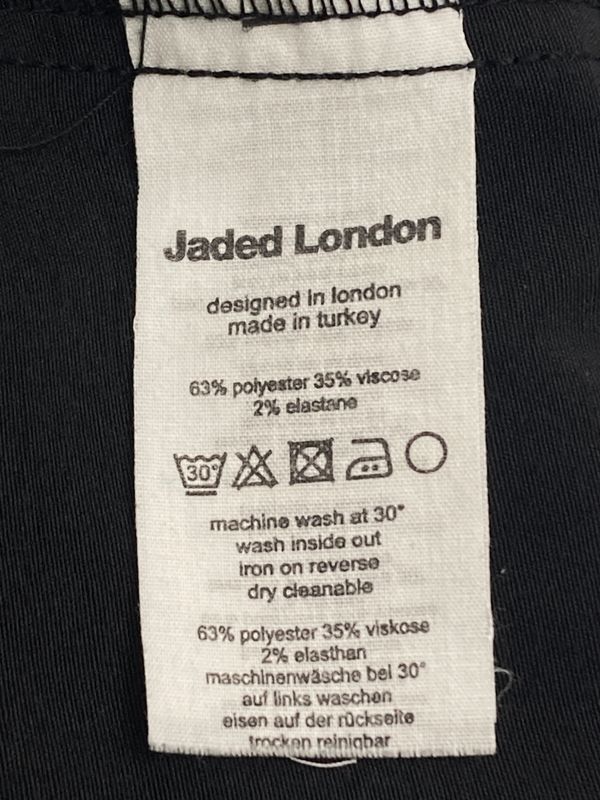 Jaded London
designed in london
made in turkey
63% polyester 35% viscose
2% elastane
30°
machine wash at 30°
wash inside out
iron on reverse
dry cleanable
63% polyester 35% viskose
2% elasthan
maschinenwäsche bei 30°
auf links waschen
eisen auf der rückseite
trocken reinigbar